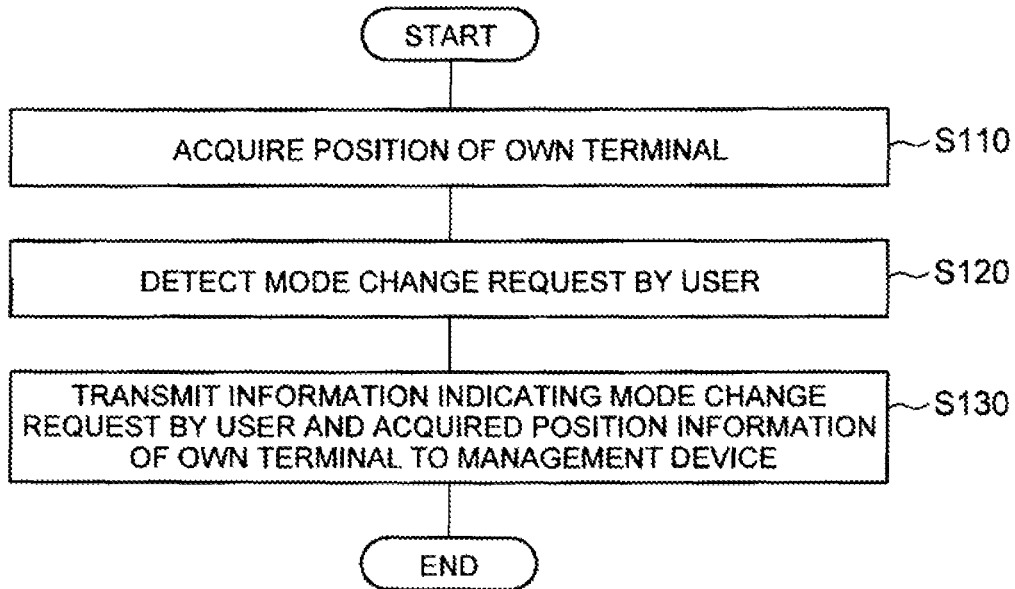 START
ACQUIRE POSITION OF OWN TERMINAL
S110
DETECT MODE CHANGE REQUEST BY USER
S120
TRANSMIT INFORMATION INDICATING MODE CHANGE
REQUEST BY USER AND ACQUIRED POSITION INFORMATION
OF OWN TERMINAL TO MANAGEMENT DEVICE
S130
END